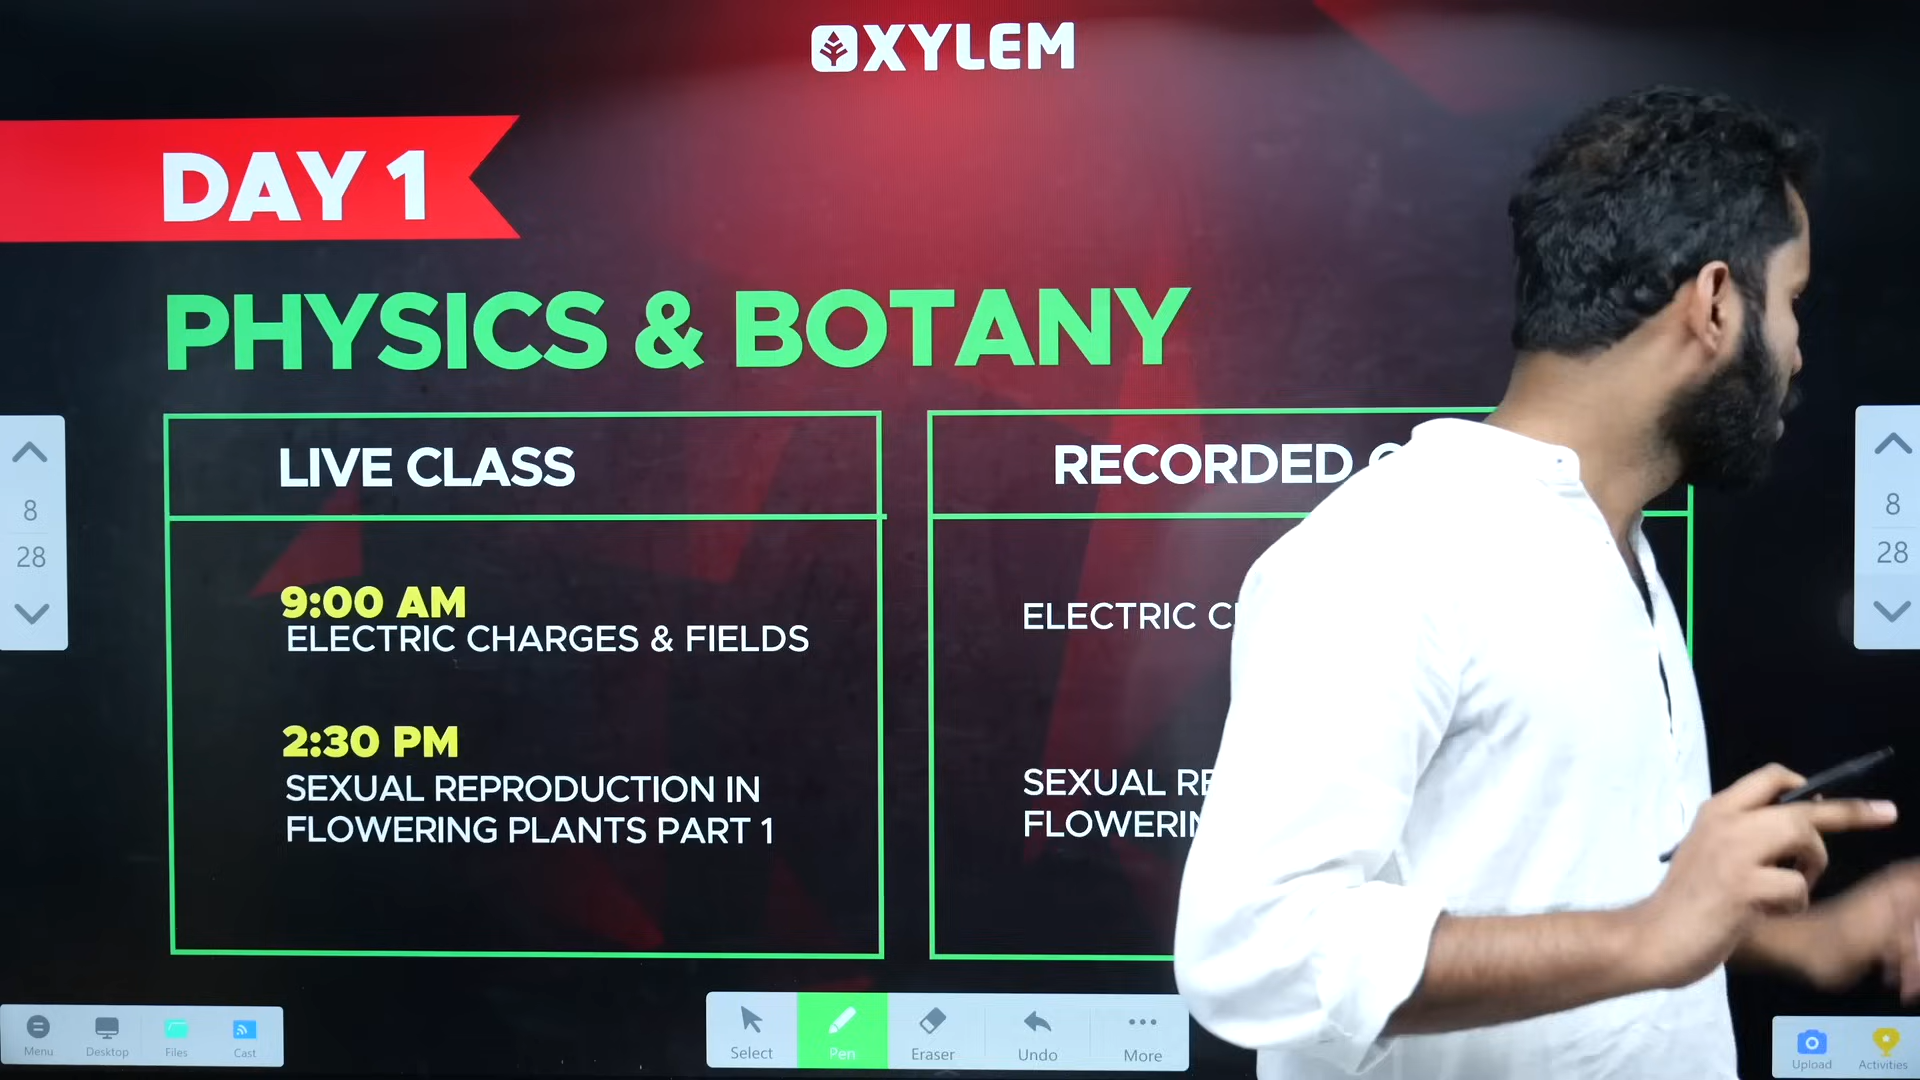 XYLEM
DAY 1
PHYSICS & BOTANY
LIVE CLASS
RECORDED
9:00 AM
ELECTRIC CHARGES & FIELDS
2:30 PM
SEXUAL REPRODUCTION IN
FLOWERING PLANTS PART 1
ELECTRIC
SEXUAL
8
28
8
28
Menu
Desktop
Files
Cast
Select
Pen
Eraser
Undo
More
Upload
Activities